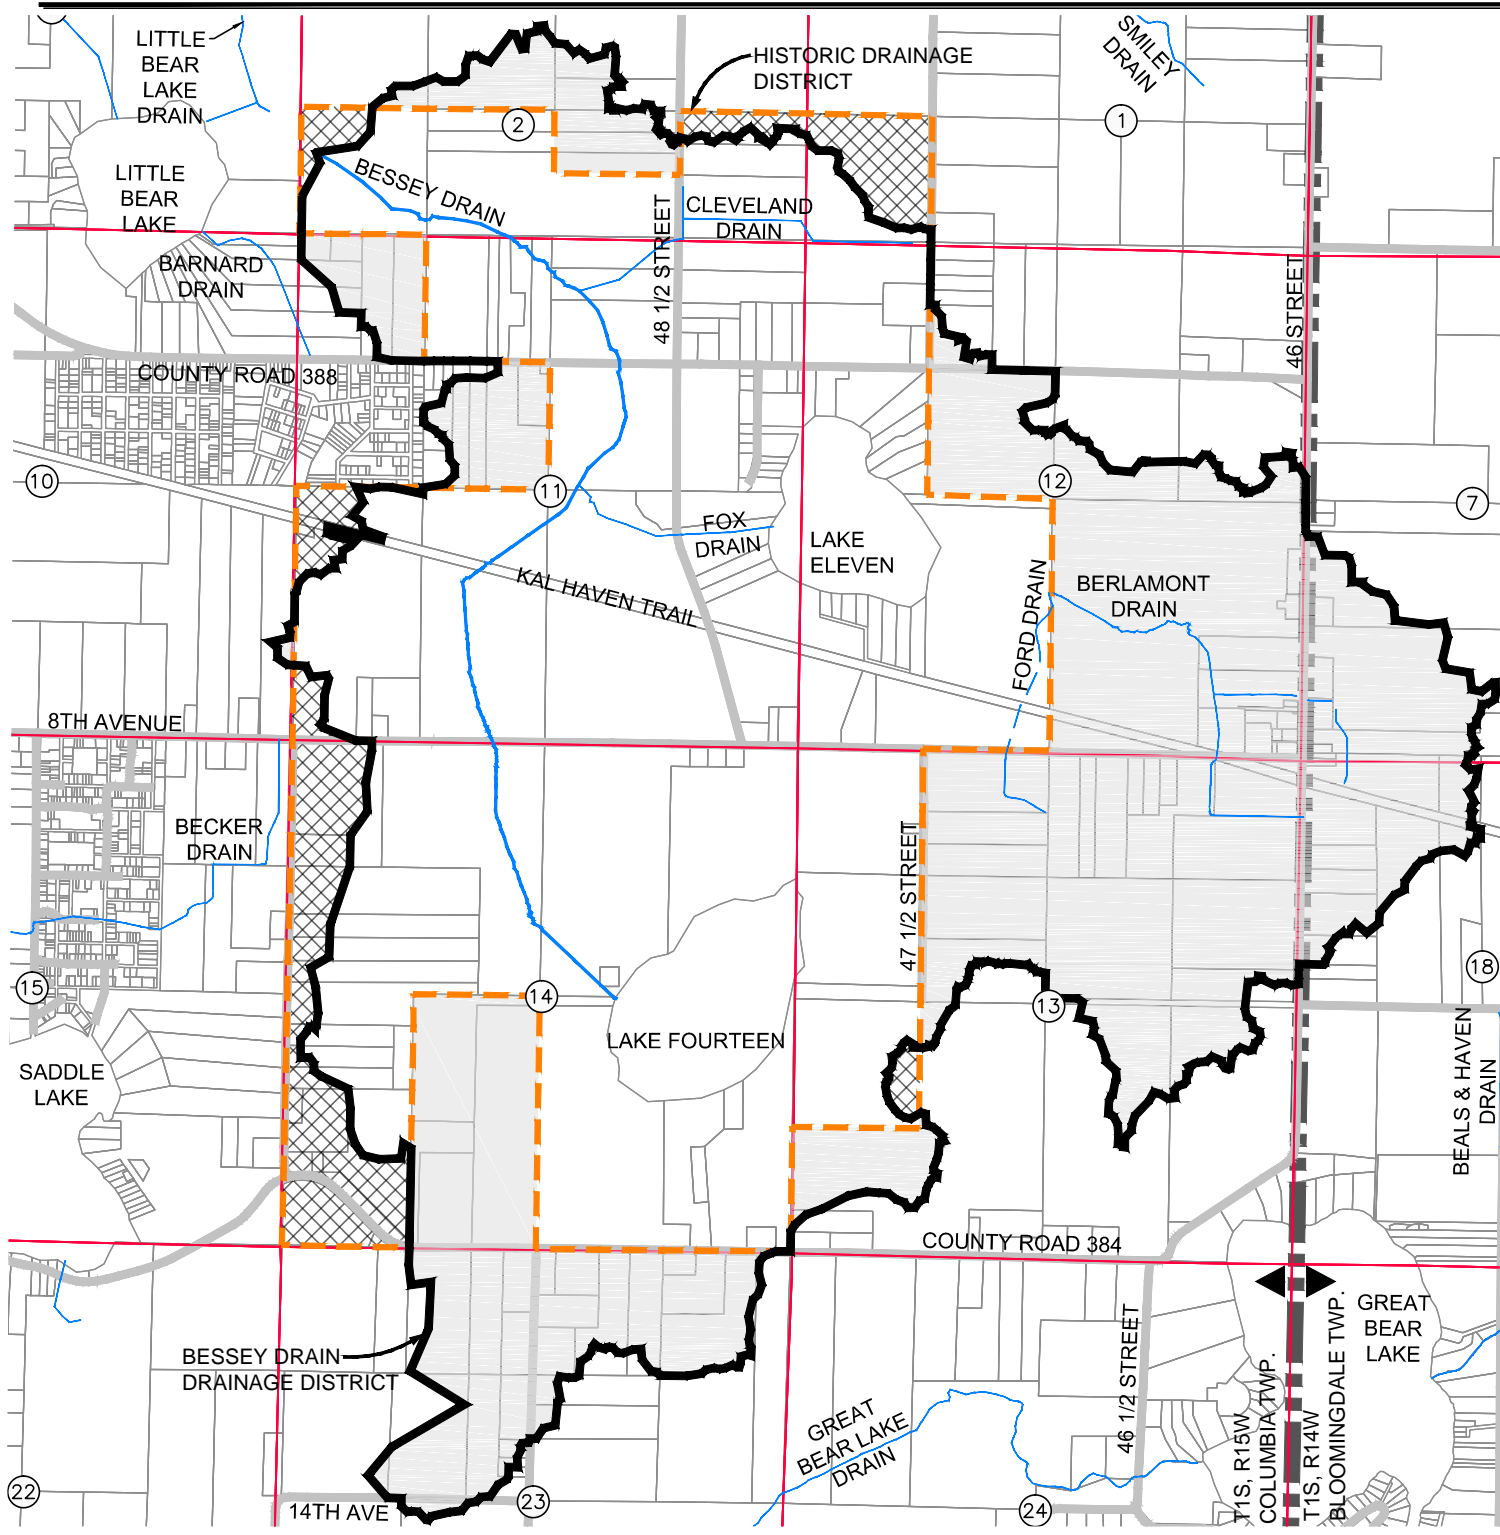 LITTLE
BEAR
LAKE
DRAIN
HISTORIC DRAINAGE
DISTRICT
SMILEY
DRAIN
2
1
LITTLE
BEAR
LAKE
BESSEY DRAIN
CLEVELAND
DRAIN
48 1/2 STREET
BARNARD
DRAIN
46 STREET
COUNTY ROAD 388
10
11
12
7
FOX
DRAIN
LAKE
ELEVEN
KAL HAVEN TRAIL
FORD DRAIN
BERLAMONT
DRAIN
8TH AVENUE
BECKER
DRAIN
47 1/2 STREET
15
14
13
18
LAKE FOURTEEN
SADDLE
LAKE
BEALS & HAVEN
DRAIN
COUNTY ROAD 384
BESSEY DRAIN
DRAINAGE DISTRICT
46 1/2 STREET
GREAT
BEAR LAKE
DRAIN
T1S, R15W
COLUMBIA TWP.
T1S, R14W
BLOOMINGDALE TWP.
GREAT
BEAR
LAKE
22
14TH AVE
23
24